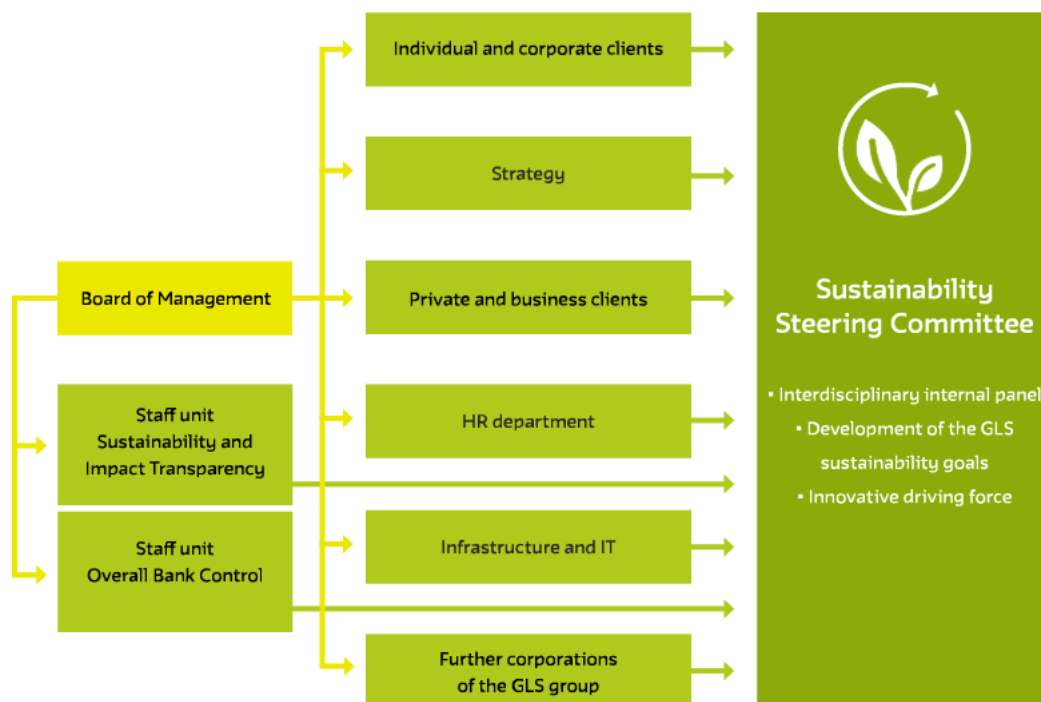 Individual and corporate clients
Strategy
Board of Management
Private and business clients
Staff unit
Sustainability and
Impact Transparency
HR department
Staff unit
Overall Bank Control
Infrastructure and IT
Further corporations
of the GLS group
Sustainability
Steering Committee
• Interdisciplinary internal panel
• Development of the GLS
sustainability goals
• Innovative driving force